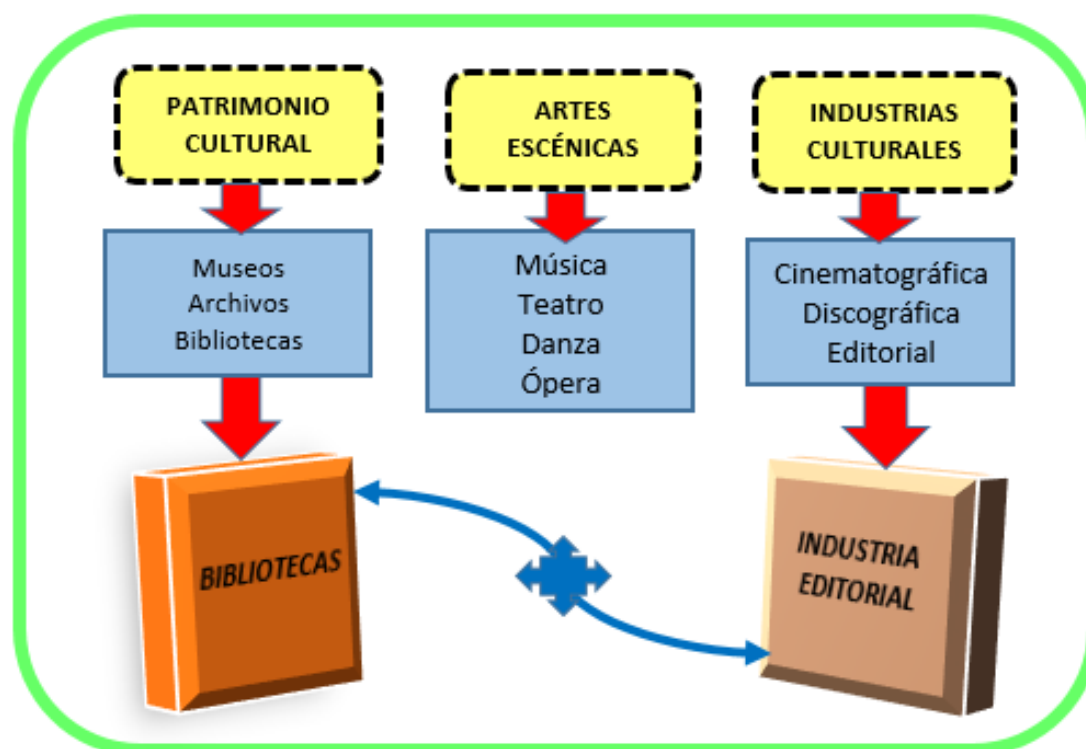 PATRIMONIO
CULTURAL
ARTES
ESCÉNICAS
INDUSTRIAS
CULTURALES
Museos
Archivos
Bibliotecas
Música
Teatro
Danza
Ópera
Cinematográfica
Discográfica
Editorial
BIBLIOTECAS
INDUSTRIA
EDITORIAL